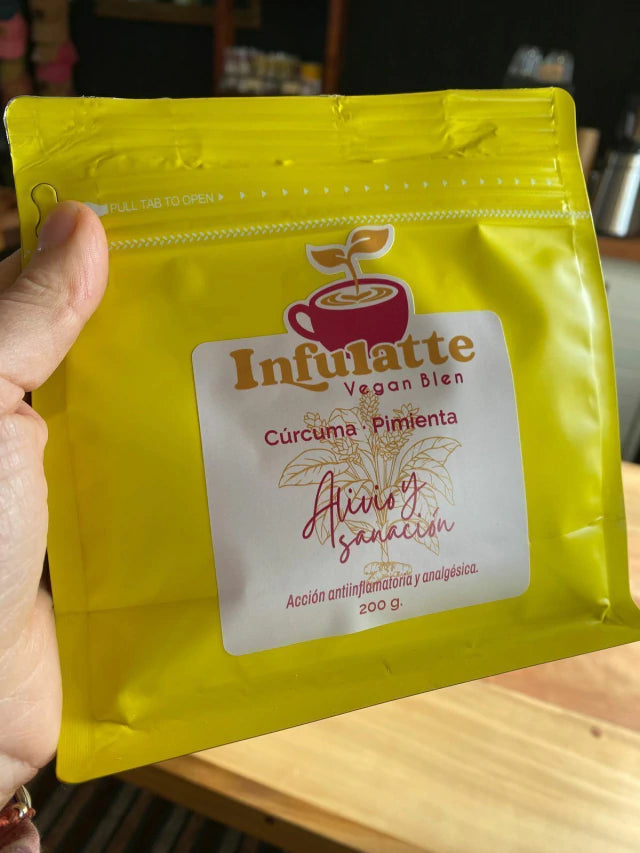 PULL TAB TO OPEN
Infulatte
Vegan Blen
Cúrcuma · Pimienta
Alivio y
sanación
Acción antiinflamatoria y analgésica.
200 g.